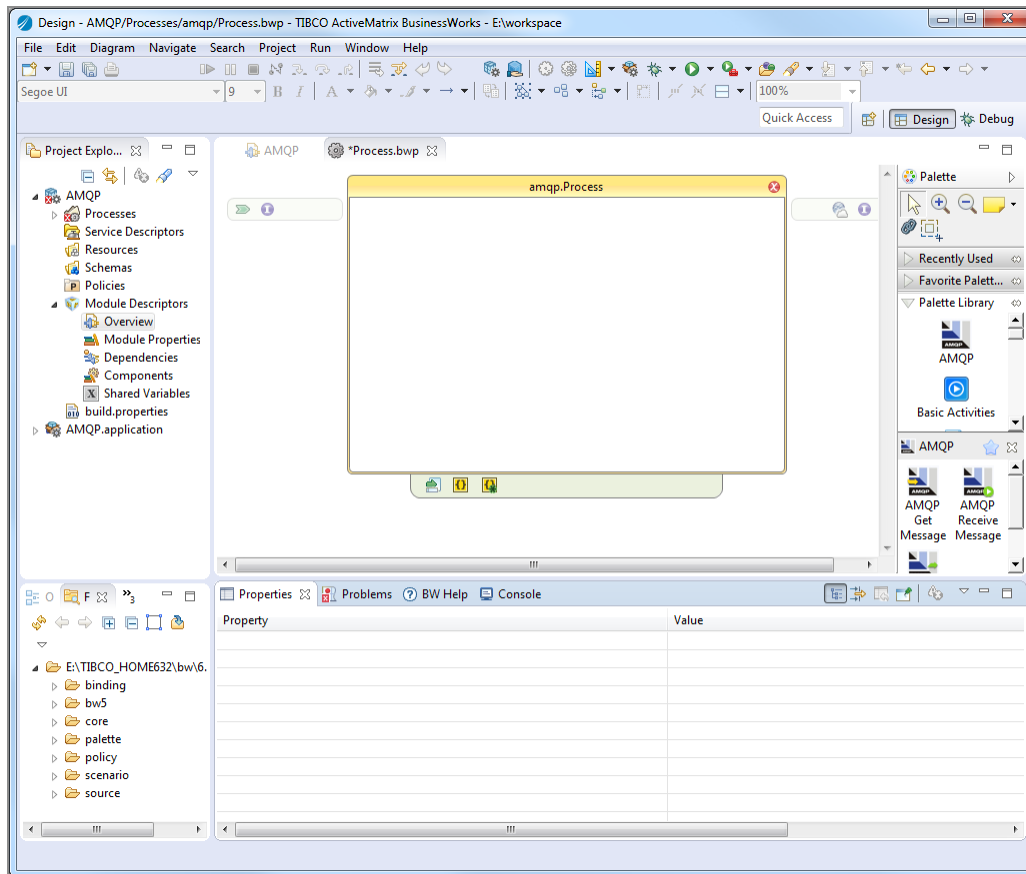 Design - AMQP/Processes/amqp/Process.bwp - TIBCO ActiveMatrix BusinessWorks - E:\workspace
File Edit Diagram Navigate Search Project Run Window Help
Segoe UI 9 B I A 100%
Quick Access Design Debug
Project Explo...
AMQP
Processes
Service Descriptors
Resources
Schemas
Policies
Module Descriptors
Overview
Module Properties
Dependencies
Components
Shared Variables
build.properties
AMQP.application
AMQP *Process.bwp
amqp.Process
Palette
Recently Used
Favorite Palett...
Palette Library
AMQP
Basic Activities
AMQP
AMQP Get Message
AMQP Receive Message
O F »3
E:\TIBCO_HOME632\bw\6.
binding
bw5
core
palette
policy
scenario
source
Properties Problems BW Help Console
Property Value